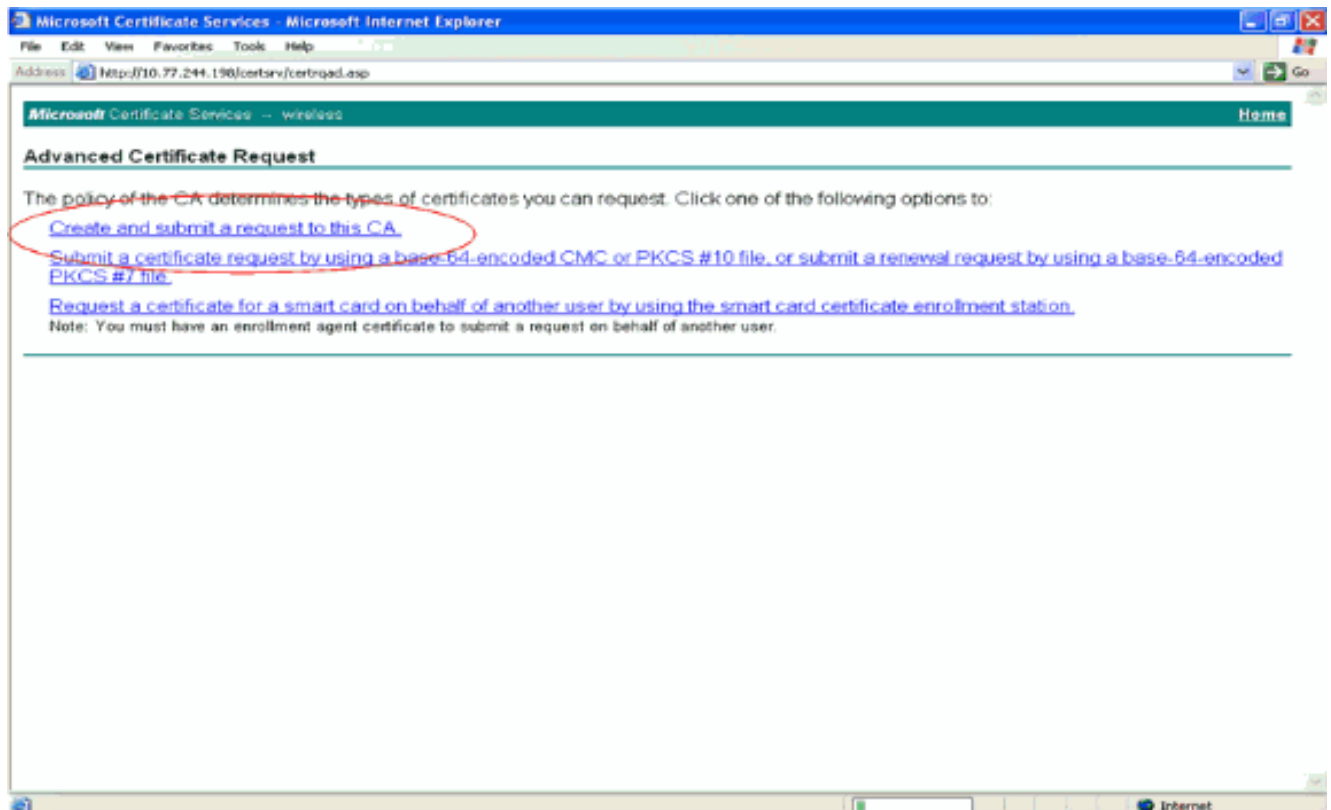 Microsoft Certificate Services - Microsoft Internet Explorer
File Edit View Favorites Tools Help
Address http://10.77.244.198/certsrv/certrqad.asp Go
Microsoft Certificate Services -- wireless Home
Advanced Certificate Request
The policy of the CA determines the types of certificates you can request. Click one of the following options to:
Create and submit a request to this CA.
Submit a certificate request by using a base-64-encoded CMC or PKCS #10 file, or submit a renewal request by using a base-64-encoded
PKCS #7 file.
Request a certificate for a smart card on behalf of another user by using the smart card certificate enrollment station.
Note: You must have an enrollment agent certificate to submit a request on behalf of another user.
Internet